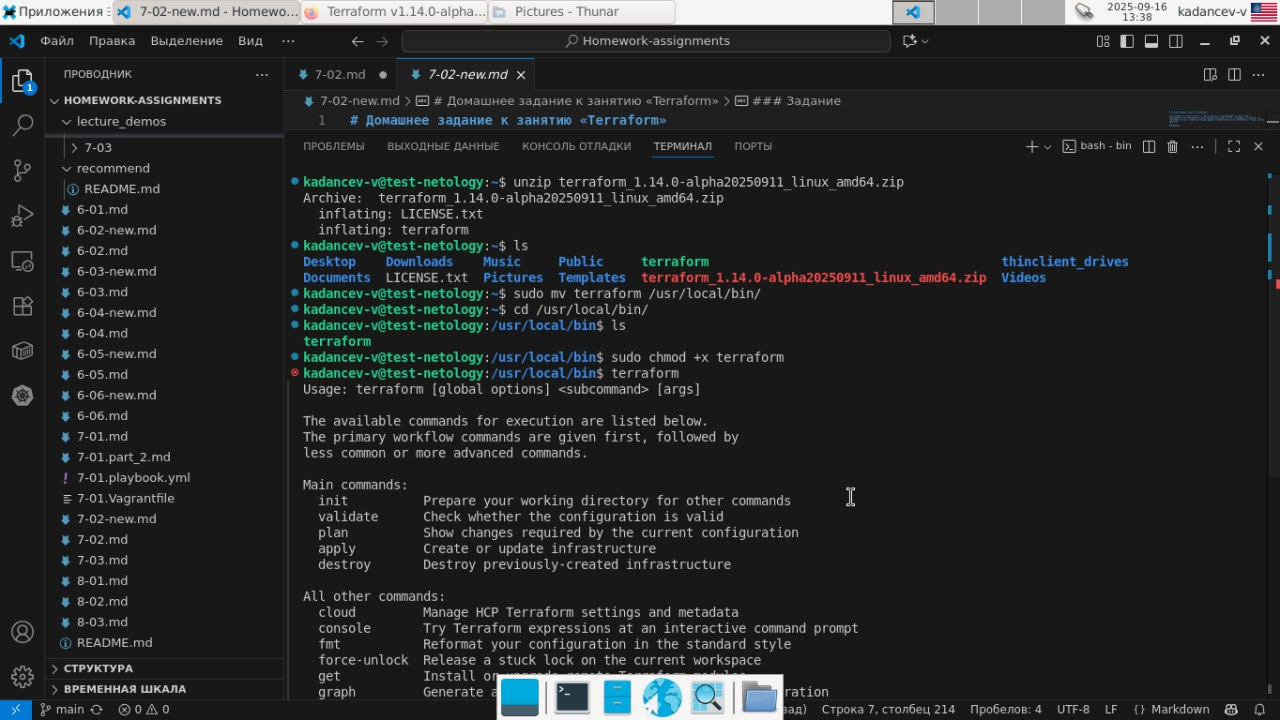 Приложения
7-02-new.md - Homewo...
Terraform v1.14.0-alpha...
Pictures - Thunar
2025-09-16
13:38
kadancev-v
Файл Правка Выделение Вид ···
Homework-assignments
ПРОВОДНИК ···
HOMEWORK-ASSIGNMENTS
lecture_demos
7-03
recommend
README.md
6-01.md
6-02-new.md
6-02.md
6-03-new.md
6-03.md
6-04-new.md
6-04.md
6-05-new.md
6-05.md
6-06-new.md
6-06.md
7-01.md
7-01.part_2.md
7-01.playbook.yml
7-01.Vagrantfile
7-02-new.md
7-02.md
7-03.md
8-01.md
8-02.md
8-03.md
README.md
СТРУКТУРА
ВРЕМЕННАЯ ШКАЛА
7-02.md
7-02-new.md
7-02-new.md > # Домашнее задание к занятию «Terraform» > ### Задание
1 # Домашнее задание к занятию «Terraform»
ПРОБЛЕМЫ ВЫХОДНЫЕ ДАННЫЕ КОНСОЛЬ ОТЛАДКИ ТЕРМИНАЛ ПОРТЫ
bash - bin
kadancev-v@test-netology:~$ unzip terraform_1.14.0-alpha20250911_linux_amd64.zip
Archive:  terraform_1.14.0-alpha20250911_linux_amd64.zip
  inflating: LICENSE.txt
  inflating: terraform
kadancev-v@test-netology:~$ ls
Desktop    Downloads    Music     Public     terraform                                       thinclient_drives
Documents  LICENSE.txt  Pictures  Templates  terraform_1.14.0-alpha20250911_linux_amd64.zip  Videos
kadancev-v@test-netology:~$ sudo mv terraform /usr/local/bin/
kadancev-v@test-netology:~$ cd /usr/local/bin/
kadancev-v@test-netology:/usr/local/bin$ ls
terraform
kadancev-v@test-netology:/usr/local/bin$ sudo chmod +x terraform
kadancev-v@test-netology:/usr/local/bin$ terraform
Usage: terraform [global options] <subcommand> [args]
The available commands for execution are listed below.
The primary workflow commands are given first, followed by
less common or more advanced commands.
Main commands:
  init          Prepare your working directory for other commands
  validate      Check whether the configuration is valid
  plan          Show changes required by the current configuration
  apply         Create or update infrastructure
  destroy       Destroy previously-created infrastructure
All other commands:
  cloud         Manage HCP Terraform settings and metadata
  console       Try Terraform expressions at an interactive command prompt
  fmt           Reformat your configuration in the standard style
  force-unlock  Release a stuck lock on the current workspace
  get           Install or
  graph         Generate a
main
0 0
Строка 7, столбец 214 Пробелов: 4 UTF-8 LF {} Markdown